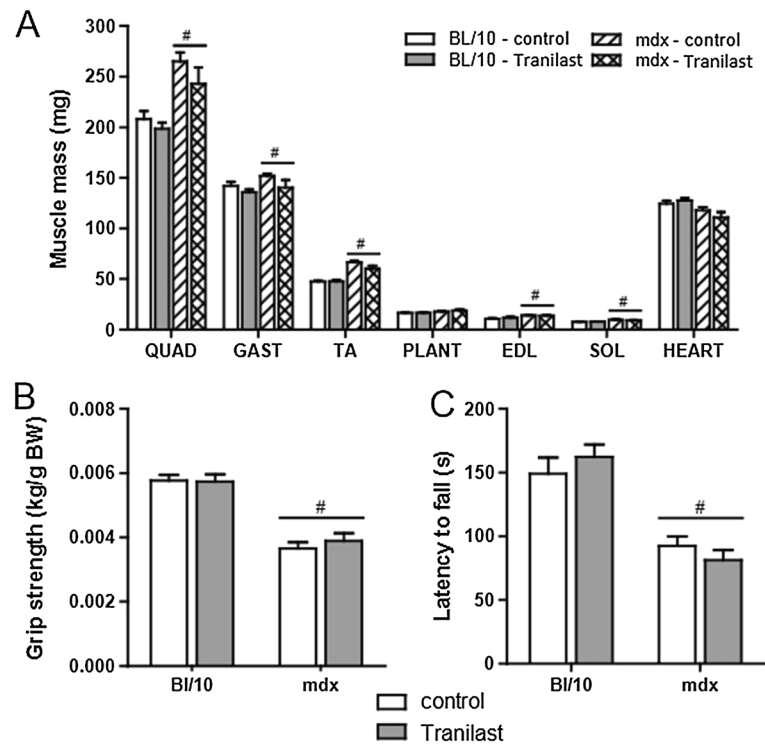 A
Muscle mass (mg)
300
250
200
150
100
50
0
BL/10 - control
mdx - control
BL/10 - Tranilast
mdx - Tranilast
#
#
#
#
#
QUAD GAST TA PLANT EDL SOL HEART
B
Grip strength (kg/g BW)
0.008
0.006
0.004
0.002
0.000
#
Bl/10 mdx
C
Latency to fall (s)
200
150
100
50
0
#
Bl/10 mdx
control
Tranilast